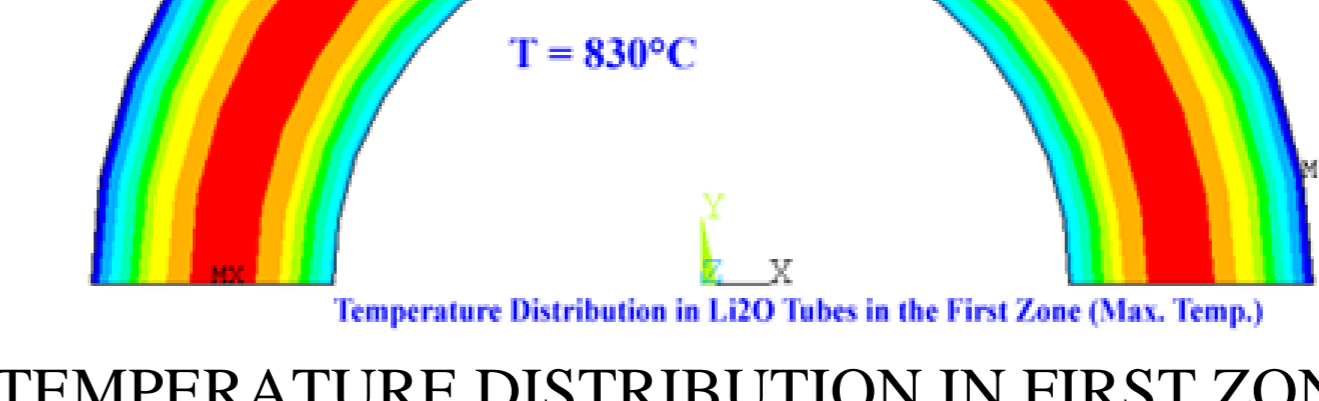 T = 830°C
M
Y
MX
Z X
Temperature Distribution in Li2O Tubes in the First Zone (Max. Temp.)
TEMPERATURE DISTRIBUTION IN FIRST ZON